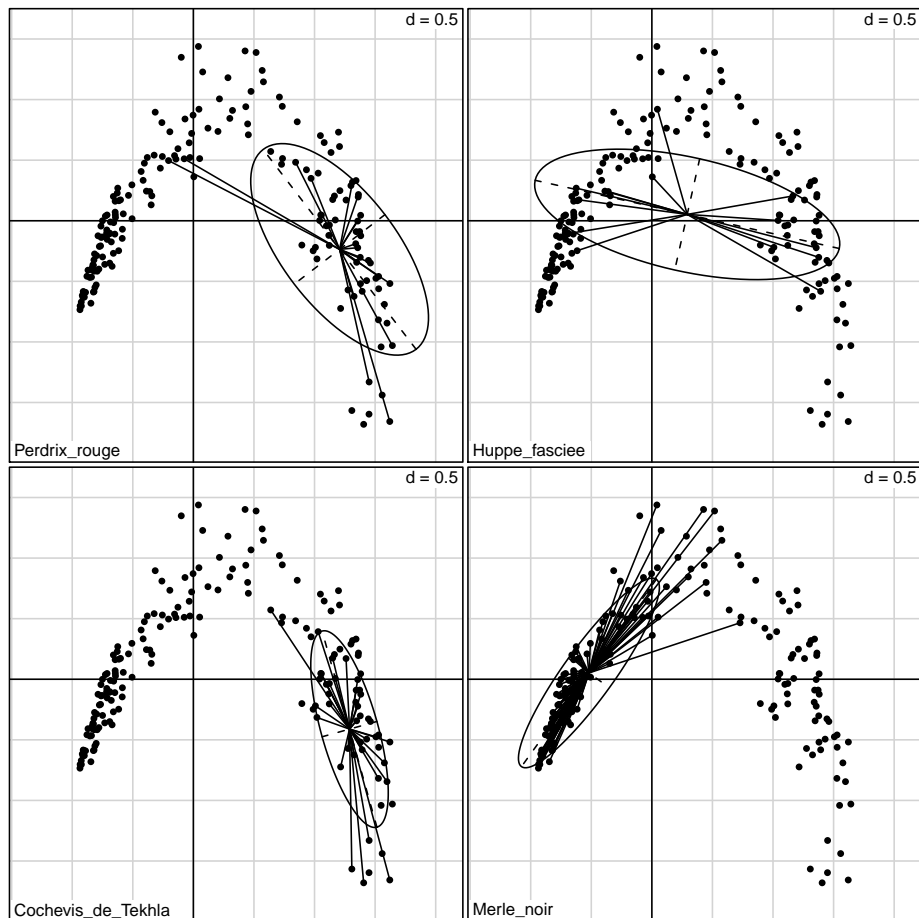 d = 0.5
d = 0.5
Perdrix_rouge
Huppe_fasciee
d = 0.5
d = 0.5
Cochevis_de_Tekhla
Merle_noir